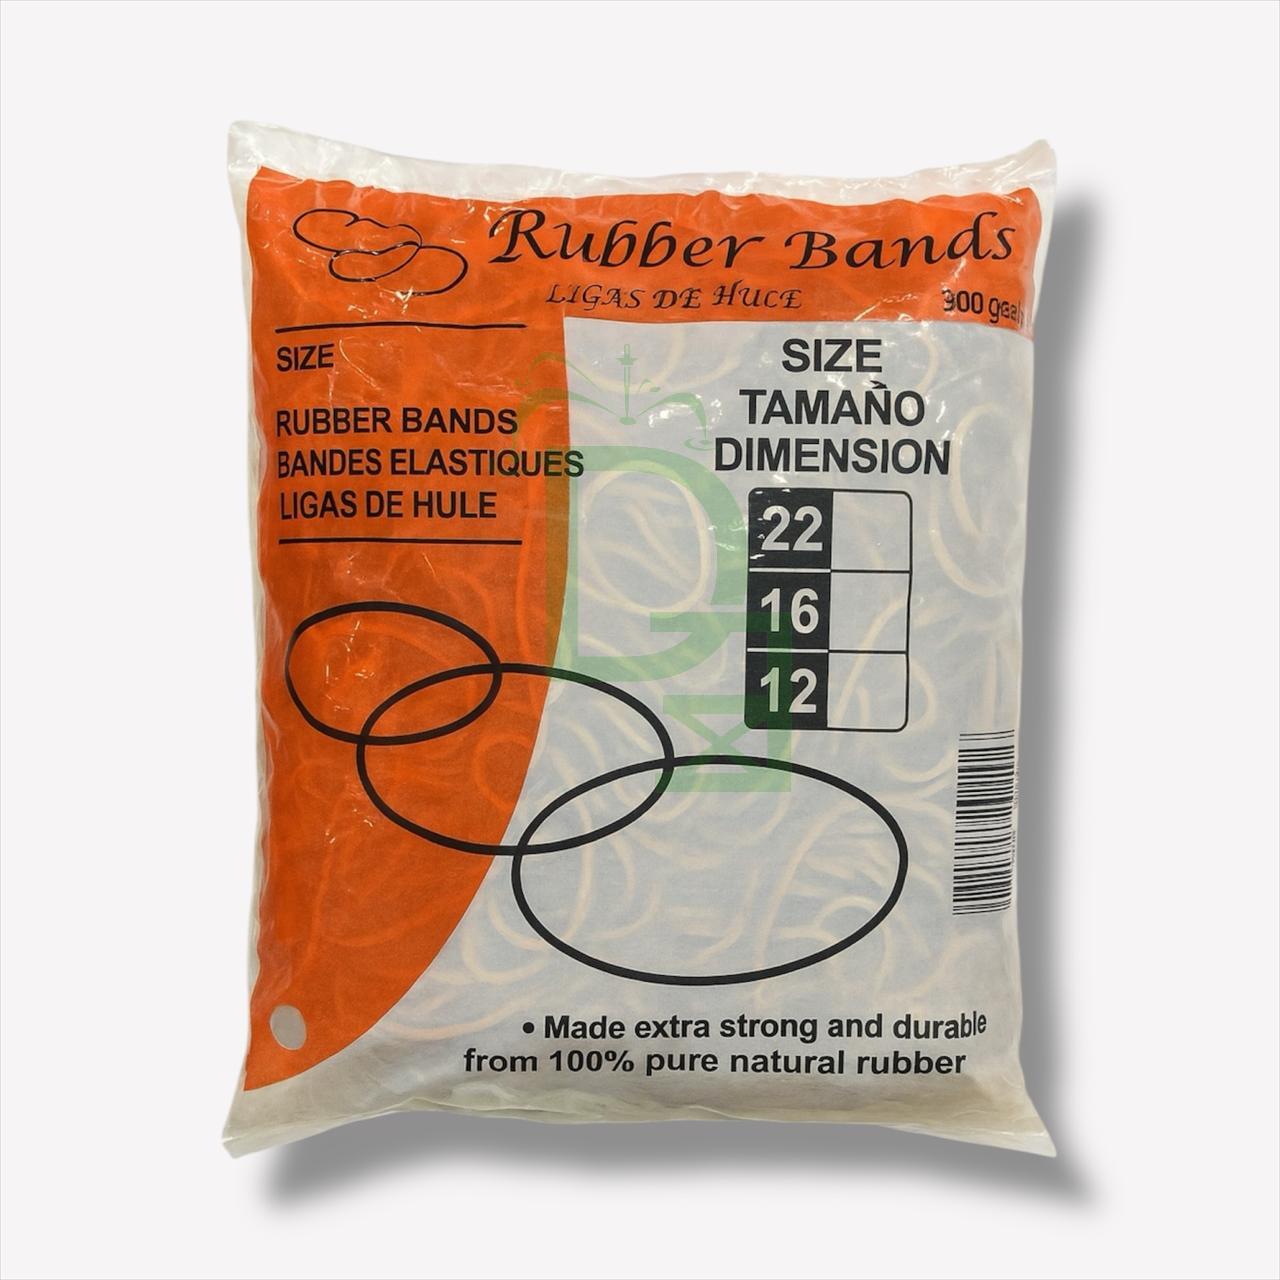 Rubber Bands
LIGAS DE HUCE
SIZE
RUBBER BANDS
BANDES ELASTIQUES
LIGAS DE HULE
SIZE
TAMAÑO
DIMENSION
22
16
12
• Made extra strong and durable
from 100% pure natural rubber